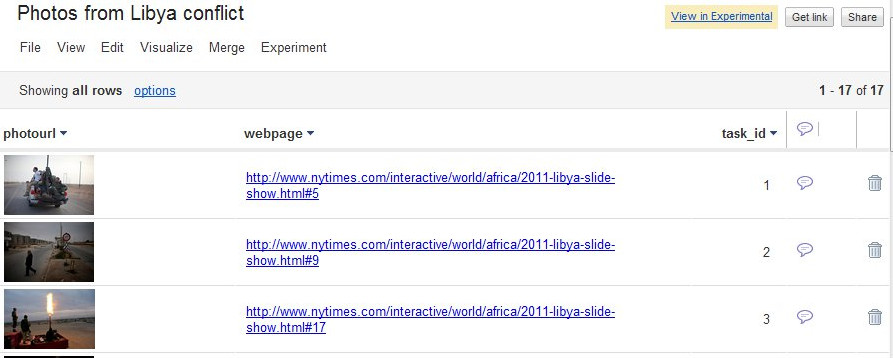 Photos from Libya conflict
View in Experimental
Get link
Share
File View Edit Visualize Merge Experiment
Showing all rows options
1 - 17 of 17
photourl webpage task_id
http://www.nytimes.com/interactive/world/africa/2011-libya-slide-
show.html#5
1
http://www.nytimes.com/interactive/world/africa/2011-libya-slide-
show.html#9
2
http://www.nytimes.com/interactive/world/africa/2011-libya-slide-
show.html#17
3